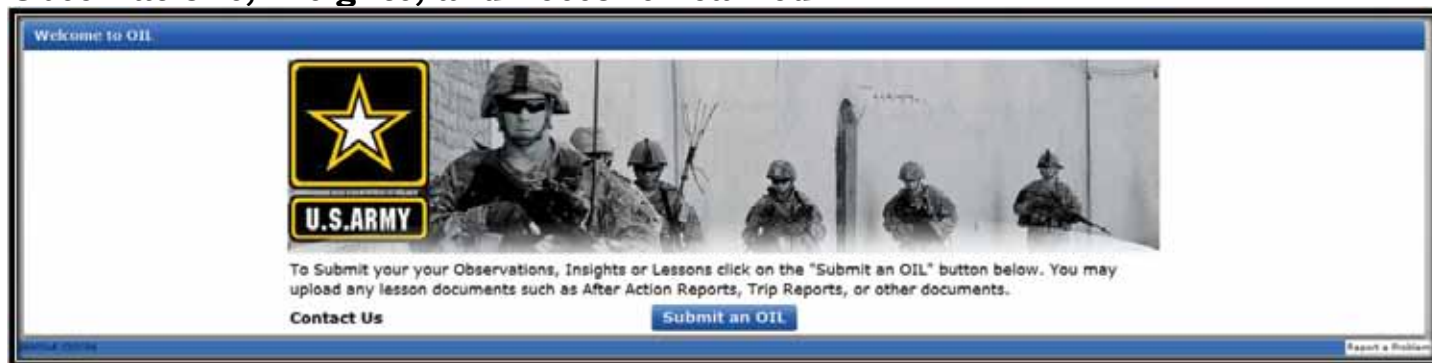 Welcome to OIL
U.S.ARMY
To Submit your your Observations, Insights or Lessons click on the "Submit an OIL" button below. You may
upload any lesson documents such as After Action Reports, Trip Reports, or other documents.
Contact Us
Submit an OIL
Report a Problem